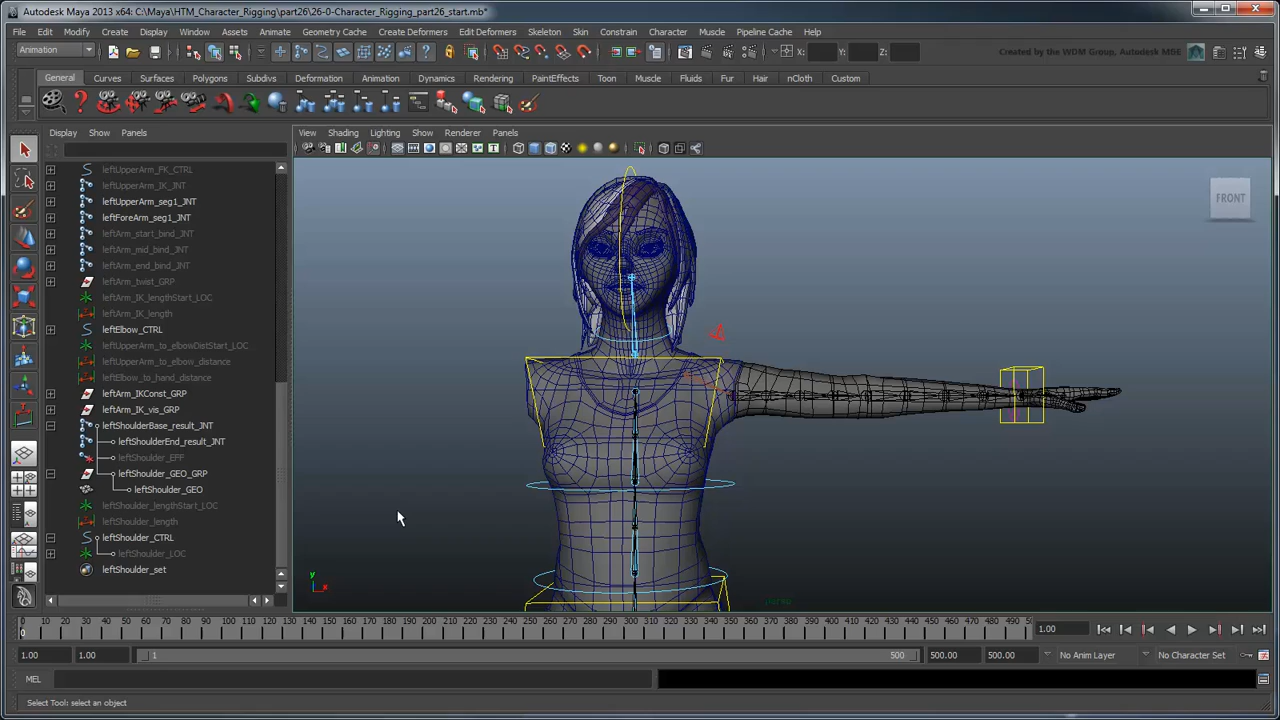 Autodesk Maya 2013 x64: C:\Maya\HTM_Character_Rigging\part26\26-0-Character_Rigging_part26_start.mb*
File Edit Modify Create Display Window Assets Animate Geometry Cache Create Deformers Edit Deformers Skeleton Skin Constrain Character Muscle Pipeline Cache Help
Animation X: Y: Z: Created by the WDM Group, Autodesk M&E
General Curves Surfaces Polygons Subdivs Deformation Animation Dynamics Rendering PaintEffects Toon Muscle Fluids Fur Hair nCloth Custom
Display Show Panels
View Shading Lighting Show Renderer Panels
leftUpperArm_FK_CTRL
leftUpperArm_IK_JNT
leftUpperArm_seg1_JNT
leftForeArm_seg1_JNT
leftArm_start_bind_JNT
leftArm_mid_bind_JNT
leftArm_end_bind_JNT
leftArm_twist_GRP
leftArm_IK_lengthStart_LOC
leftArm_IK_length
leftElbow_CTRL
leftUpperArm_to_elbowDistStart_LOC
leftUpperArm_to_elbow_distance
leftElbow_to_hand_distance
leftArm_IKConst_GRP
leftArm_IK_vis_GRP
leftShoulderBase_result_JNT
leftShoulderEnd_result_JNT
leftShoulder_EFF
leftShoulder_GEO_GRP
leftShoulder_GEO
leftShoulder_lengthStart_LOC
leftShoulder_length
leftShoulder_CTRL
leftShoulder_LOC
leftShoulder_set
FRONT
y
x
0 10 20 30 40 50 60 70 80 90 100 110 120 130 140 150 160 170 180 190 200 210 220 230 240 250 260 270 280 290 300 310 320 330 340 350 360 370 380 390 400 410 420 430 440 450 460 470 480 490 500
1.00
1.00 1.00 1 500 500.00 500.00 No Anim Layer No Character Set
MEL
Select Tool: select an object